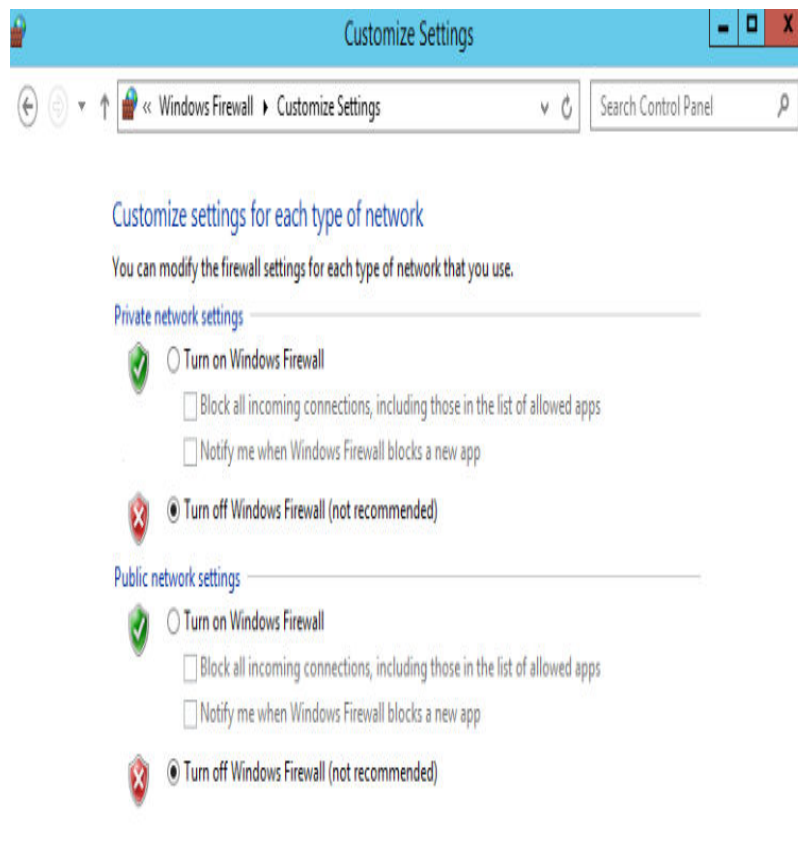 Customize Settings
« Windows Firewall Customize Settings
Search Control Panel
Customize settings for each type of network
You can modify the firewall settings for each type of network that you use.
Private network settings
Turn on Windows Firewall
Block all incoming connections, including those in the list of allowed apps
Notify me when Windows Firewall blocks a new app
Turn off Windows Firewall (not recommended)
Public network settings
Turn on Windows Firewall
Block all incoming connections, including those in the list of allowed apps
Notify me when Windows Firewall blocks a new app
Turn off Windows Firewall (not recommended)